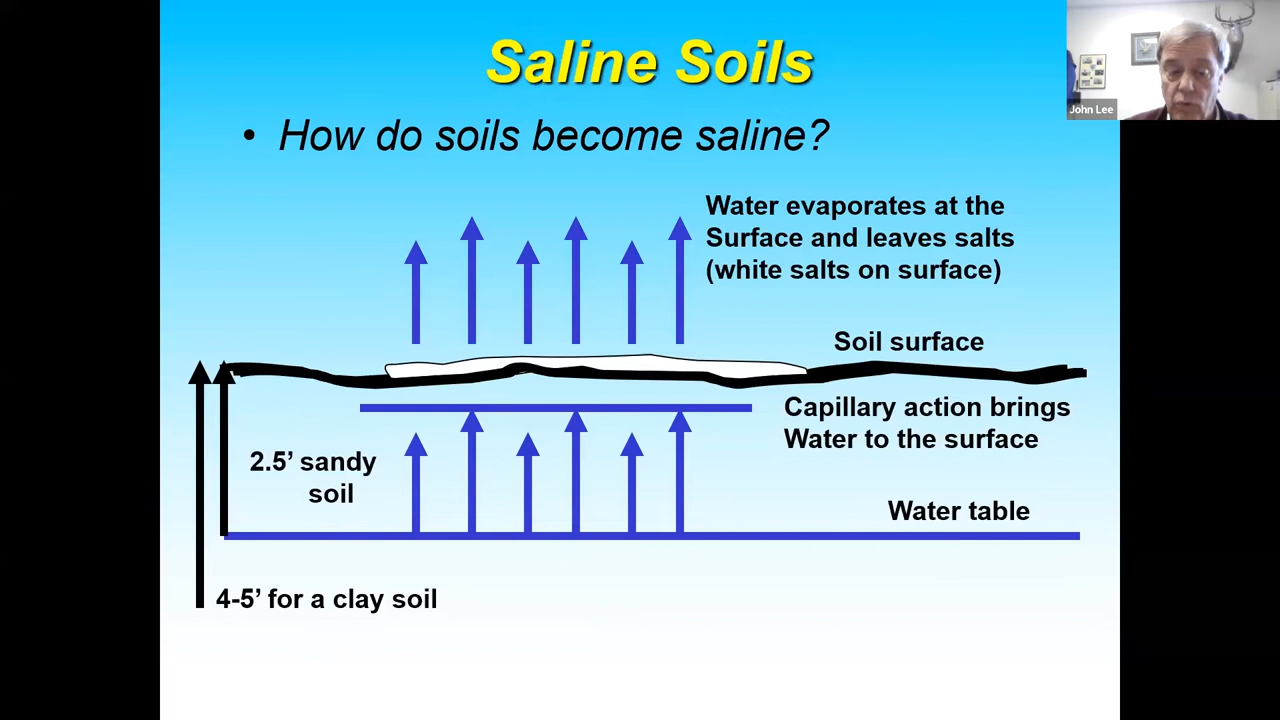 Saline Soils
• How do soils become saline?
Water evaporates at the
Surface and leaves salts
(white salts on surface)
Soil surface
Capillary action brings
Water to the surface
2.5’ sandy
soil
Water table
4-5’ for a clay soil
John Lee